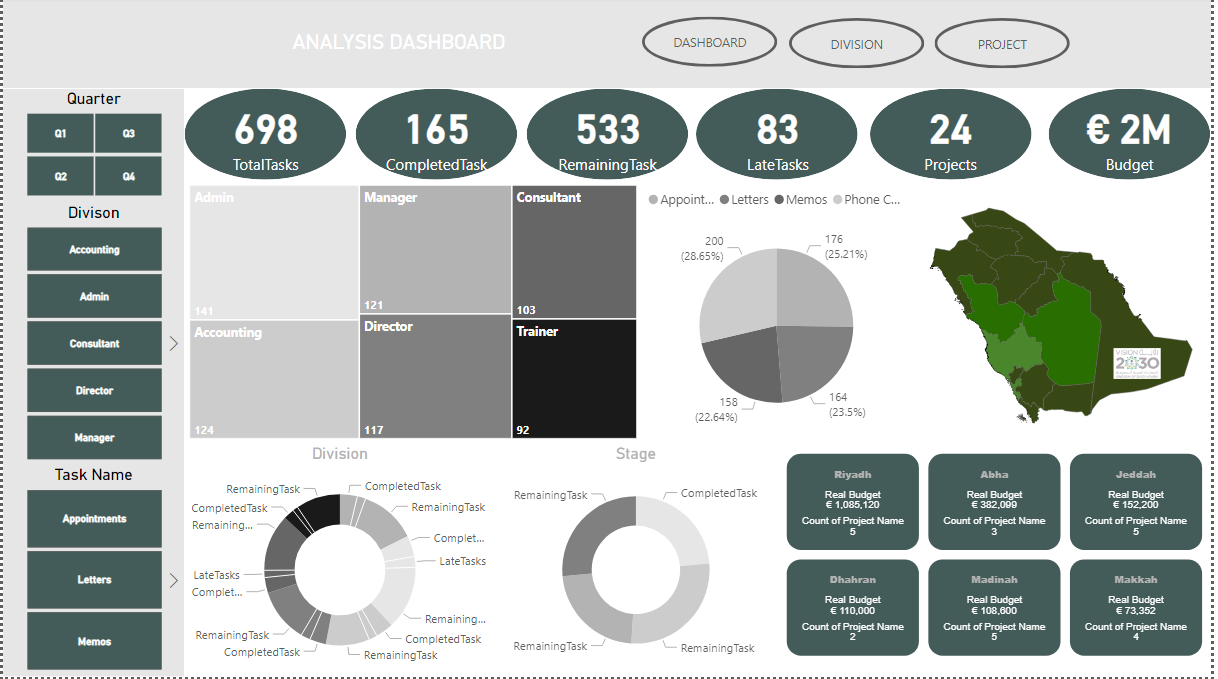 ANALYSIS DASHBOARD
DASHBOARD
DIVISION
PROJECT
Quarter
Q1
Q3
Q2
Q4
Divison
Accounting
Admin
Consultant
Director
Manager
Task Name
Appointments
Letters
Memos
698
TotalTasks
165
CompletedTask
533
RemainingTask
83
LateTasks
24
Projects
€ 2M
Budget
Admin
141
Manager
121
Consultant
103
Accounting
124
Director
117
Trainer
92
Appoint...
Letters
Memos
Phone C...
200
(28.65%)
176
(25.21%)
158
(22.64%)
164
(23.5%)
VISION
2030
Division
RemainingTask
CompletedTask
CompletedTask
RemainingTask
Remaining...
Complet...
LateTasks
LateTasks
Complet...
Remaining...
RemainingTask
CompletedTask
CompletedTask
RemainingTask
Stage
RemainingTask
CompletedTask
RemainingTask
RemainingTask
Riyadh
Real Budget
€ 1,085,120
Count of Project Name
5
Abha
Real Budget
€ 382,099
Count of Project Name
3
Jeddah
Real Budget
€ 152,200
Count of Project Name
5
Dhahran
Real Budget
€ 110,000
Count of Project Name
2
Madinah
Real Budget
€ 108,600
Count of Project Name
5
Makkah
Real Budget
€ 73,352
Count of Project Name
4